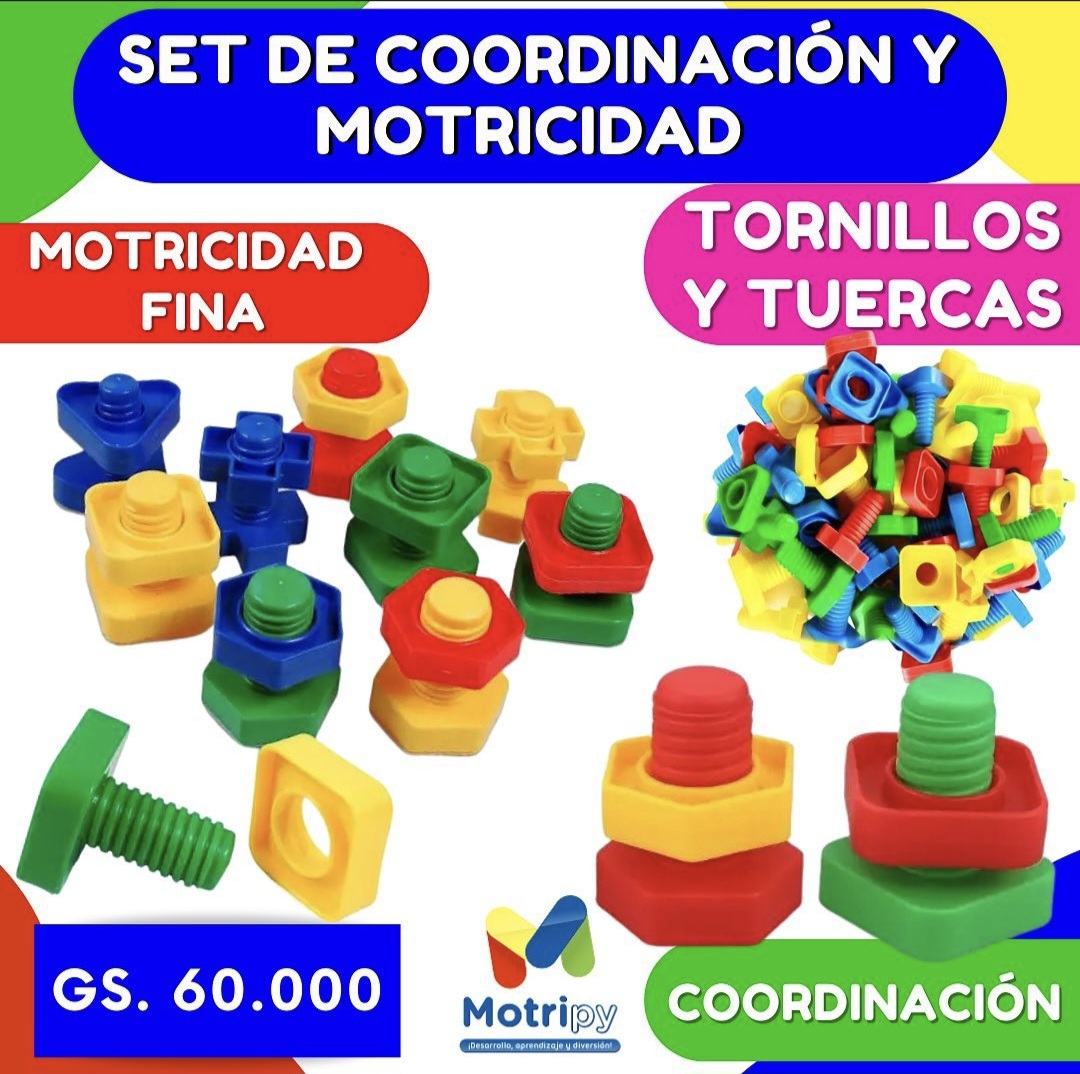 SET DE COORDINACIÓN Y
MOTRICIDAD
MOTRICIDAD
FINA
TORNILLOS
Y TUERCAS
GS. 60.000
Motripy
¡Desarrollo, aprendizaje y diversión!
COORDINACIÓN